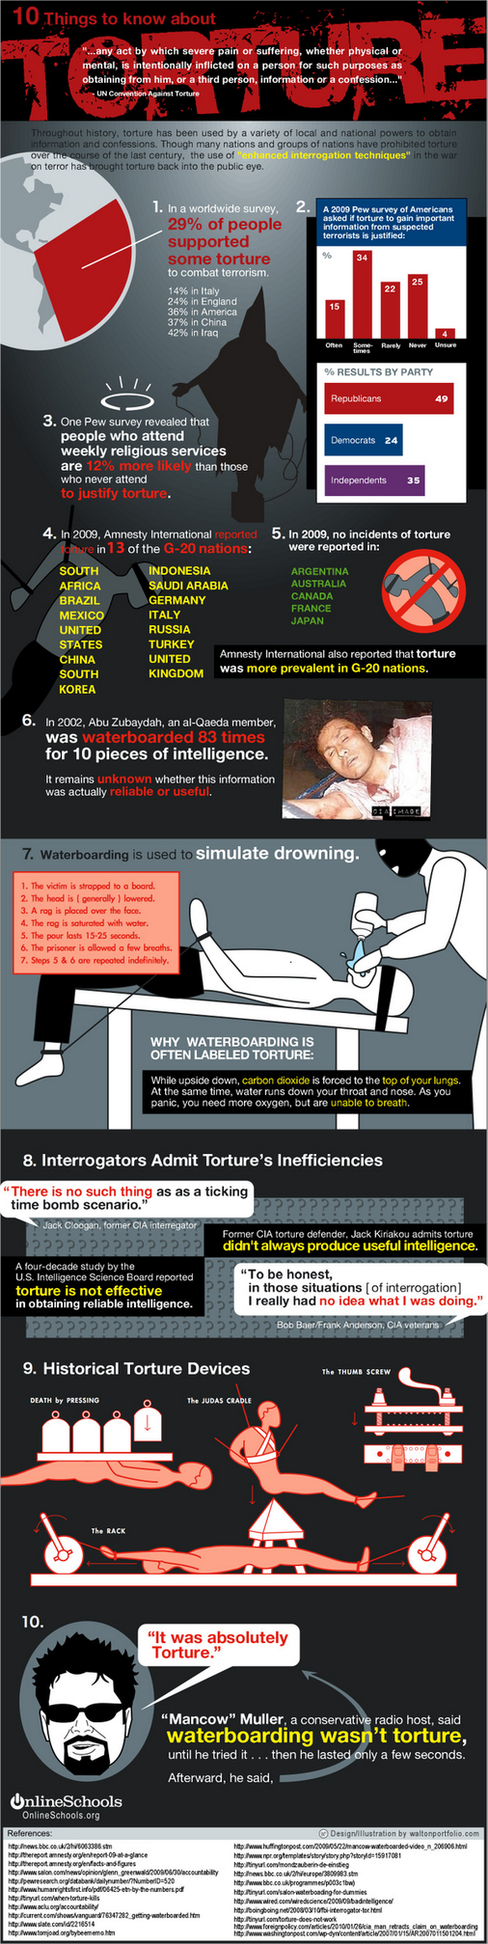 10 Things to know about
TORTURE
"...any act by which severe pain or suffering, whether physical or
mental, is intentionally inflicted on a person for such purposes as
obtaining from him, or a third person, information or a confession..."
- UN Convention Against Torture
Throughout history, torture has been used by a variety of local and national powers to obtain
information and confessions. Though many nations and groups of nations have prohibited torture
over the course of the last century, the use of "enhanced interrogation techniques" in the war
on terror has brought torture back into the public eye.
1. In a worldwide survey,
29% of people
supported
some torture
to combat terrorism.
14% in Italy
24% in England
36% in America
37% in China
42% in Iraq
2.
A 2009 Pew survey of Americans
asked if torture to gain important
information from suspected
terrorists is justified:
%
15
34
22
25
4
Often
Some-
times
Rarely
Never
Unsure
% RESULTS BY PARTY
Republicans 49
Democrats 24
Independents 35
3. One Pew survey revealed that
people who attend
weekly religious services
are 12% more likely than those
who never attend
to justify torture.
4. In 2009, Amnesty International reported
torture in 13 of the G-20 nations:
SOUTH
AFRICA
BRAZIL
MEXICO
UNITED
STATES
CHINA
SOUTH
KOREA
INDONESIA
SAUDI ARABIA
GERMANY
ITALY
RUSSIA
TURKEY
UNITED
KINGDOM
5. In 2009, no incidents of torture
were reported in:
ARGENTINA
AUSTRALIA
CANADA
FRANCE
JAPAN
Amnesty International also reported that torture
was more prevalent in G-20 nations.
6. In 2002, Abu Zubaydah, an al-Qaeda member,
was waterboarded 83 times
for 10 pieces of intelligence.
It remains unknown whether this information
was actually reliable or useful.
CIA IMAGE
7. Waterboarding is used to simulate drowning.
1. The victim is strapped to a board.
2. The head is ( generally ) lowered.
3. A rag is placed over the face.
4. The rag is saturated with water.
5. The pour lasts 15-25 seconds.
6. The prisoner is allowed a few breaths.
7. Steps 5 & 6 are repeated indefinitely.
WHY WATERBOARDING IS
OFTEN LABELED TORTURE:
While upside down, carbon dioxide is forced to the top of your lungs.
At the same time, water runs down your throat and nose. As you
panic, you need more oxygen, but are unable to breath.
8. Interrogators Admit Torture's Inefficiencies
"There is no such thing as as a ticking
time bomb scenario."
Jack Cloogan, former CIA interregator
Former CIA torture defender, Jack Kiriakou admits torture
didn't always produce useful intelligence.
A four-decade study by the
U.S. Intelligence Science Board reported
torture is not effective
in obtaining reliable intelligence.
"To be honest,
in those situations [ of interrogation]
I really had no idea what I was doing."
Bob Baer/Frank Anderson, CIA veterans
9. Historical Torture Devices
The THUMB SCREW
DEATH by PRESSING
The JUDAS CRADLE
The RACK
10.
"It was absolutely
Torture."
"Mancow" Muller, a conservative radio host, said
waterboarding wasn't torture,
until he tried it . . . then he lasted only a few seconds.
Afterward, he said,
OnlineSchools
OnlineSchools.org
References:
Design/Illustration by waltonportfolio.com
http://news.bbc.co.uk/2/hi/6063386.stm
http://thereport.amnesty.org/en/report-09-at-a-glance
http://thereport.amnesty.org/en/facts-and-figures
http://www.salon.com/news/opinion/glenn_greenwald/2009/06/30/accountability
http://pewresearch.org/databank/dailynumber/?NumberID=520
http://www.humanrightsfirst.info/pdf/06425-etn-by-the-numbers.pdf
http://tinyurl.com/when-torture-kills
http://www.aclu.org/accountability/
http://current.com/shows/vanguard/76347282_getting-waterboarded.htm
http://www.slate.com/id/2216514
http://www.tomjoad.org/bybeememo.htm
http://www.huffingtonpost.com/2009/05/22/mancow-waterboarded-video_n_206906.html
http://www.npr.org/templates/story/story.php?storyId=15917081
http://tinyurl.com/mondzauberin-de-einstieg
http://news.bbc.co.uk/2/hi/europe/3809983.stm
http://www.bbc.co.uk/programmes/p003c1bw)
http://tinyurl.com/salon-waterboarding-for-dummies
http://www.wired.com/wiredscience/2009/09/badintelligence/
http://boingboing.net/2008/03/10/fbi-interrogator-tor.html
http://tinyurl.com/torture-does-not-work
http://www.foreignpolicy.com/articles/2010/01/26/cia_man_retracts_claim_on_waterboarding
http://www.washingtonpost.com/wp-dyn/content/article/2007/01/15/AR2007011501204.html